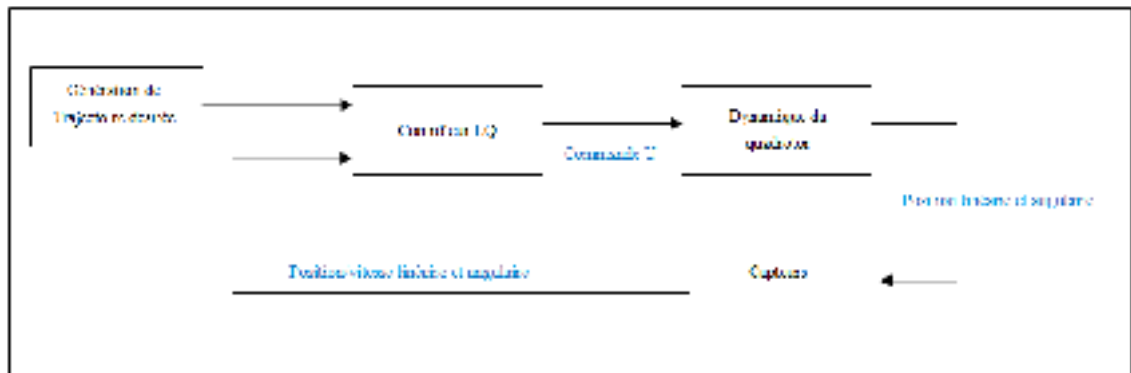 Génération de
Trajectoire désirée
Contrôleur LQ
Commande U
Dynamique du
quadrotor
Position linéaire et angulaire
Position vitesse linéaire et angulaire
Capteurs